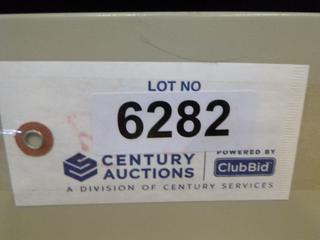 LOT NO
6282
CENTURY AUCTIONS
POWERED BY
ClubBid
A DIVISION OF CENTURY SERVICES